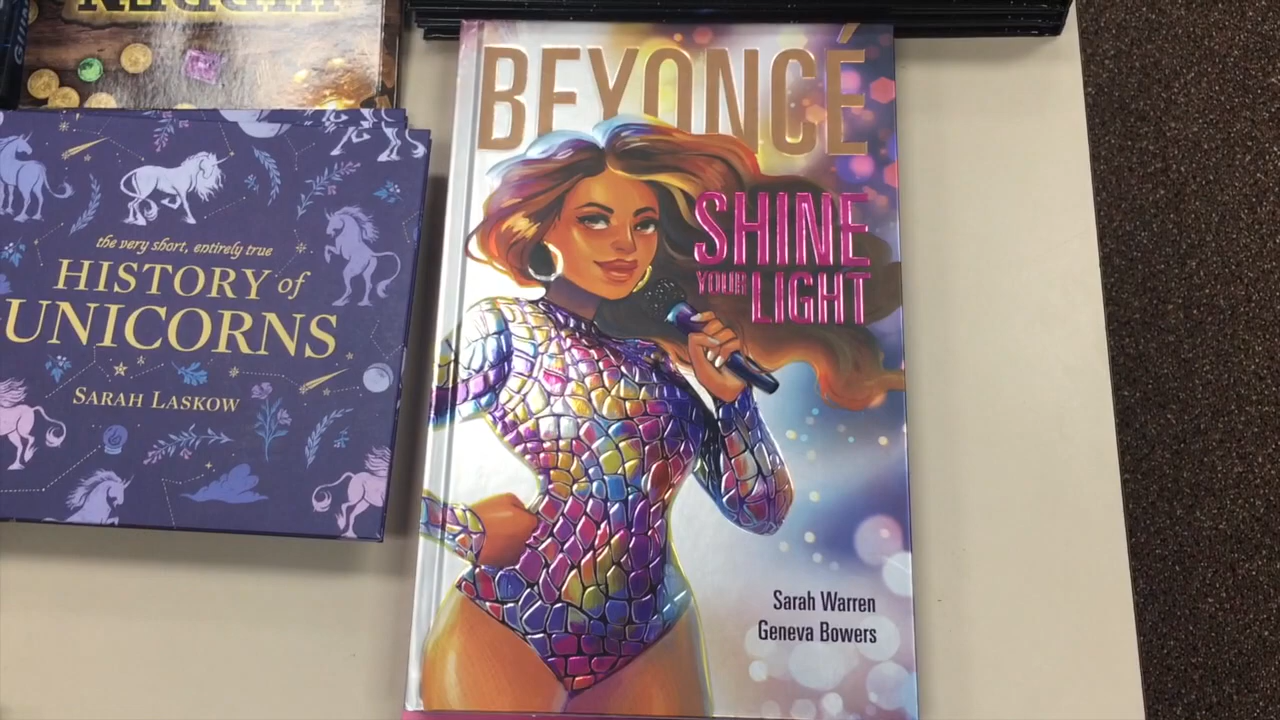 the very short, entirely true
HISTORY of
UNICORNS
SARAH LASKOW
BEYONCÉ
SHINE
YOUR LIGHT
Sarah Warren
Geneva Bowers